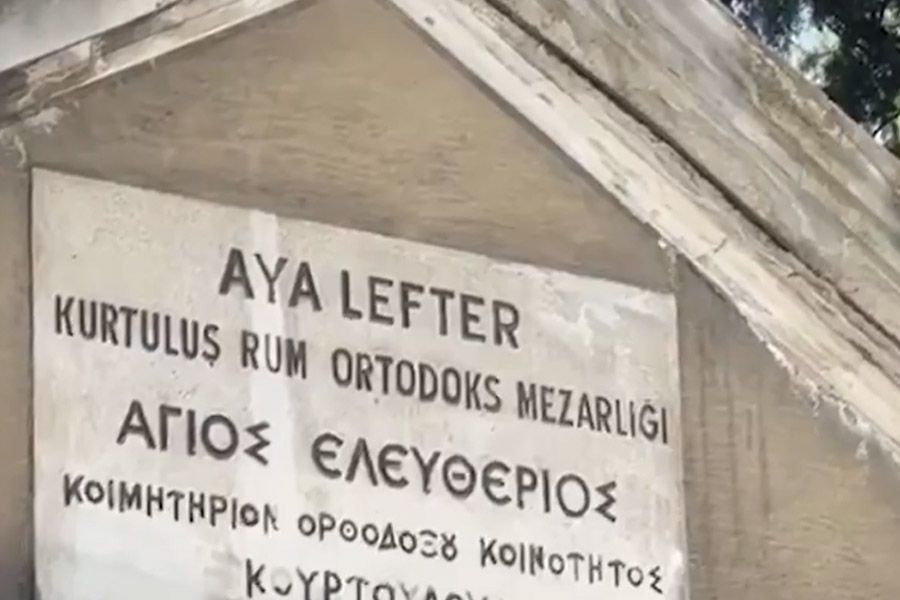 AYA LEFTER
KURTULUŞ RUM ORTODOKS MEZARLIĞI
ΑΓΙΟΣ ΕΛΕΥΘΕΡΙΟΣ
ΚΟΙΜΗΤΗΡΙΟΝ ΟΡΘΟΔΟΞȢ ΚΟΙΝΟΤΗΤΟΣ